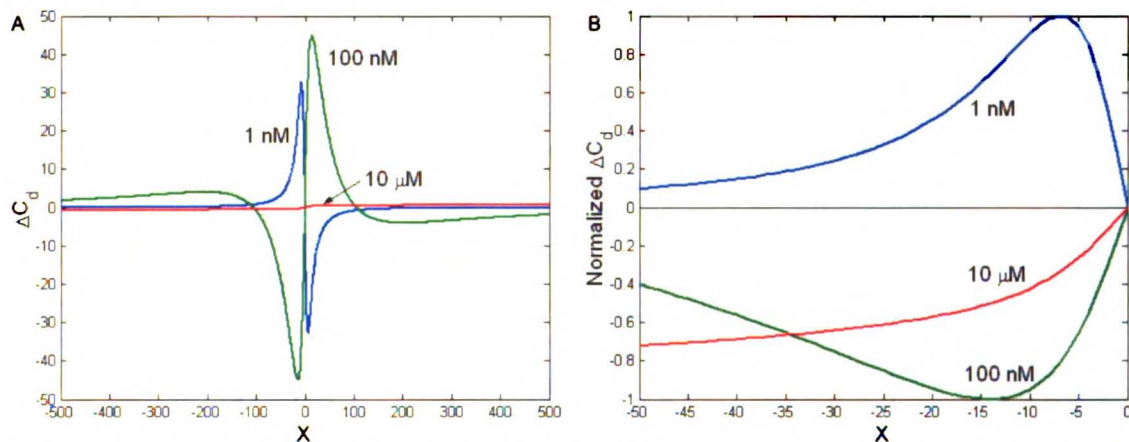 A
50
40
30
20
10
0
-10
-20
-30
-40
-50
ΔC_d
100 nM
1 nM
10 µM
-500 -400 -300 -200 -100 0 100 200 300 400 500
X
B
1
0.8
0.6
0.4
0.2
0
-0.2
-0.4
-0.6
-0.8
-1
Normalized ΔC_d
1 nM
10 µM
100 nM
-50 -45 -40 -35 -30 -25 -20 -15 -10 -5 0
X